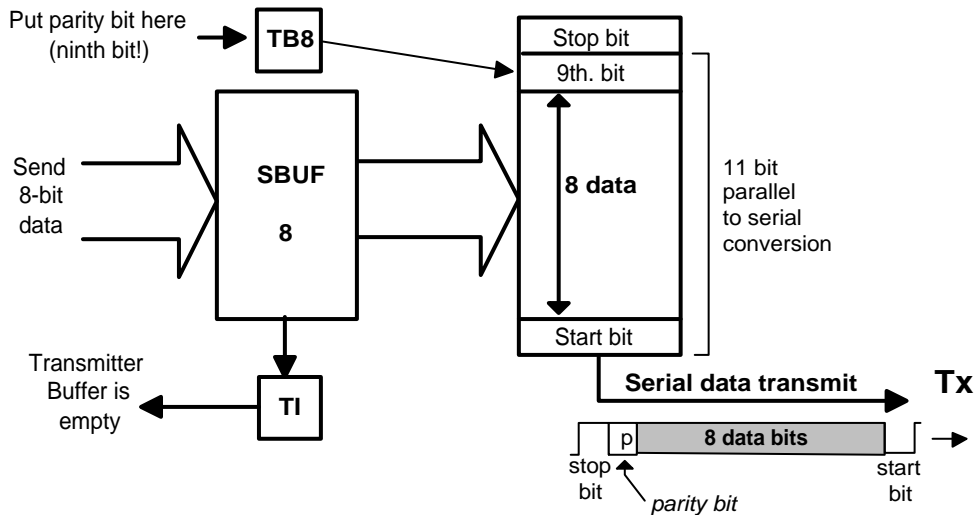 Put parity bit here
(ninth bit!)
TB8
Stop bit
9th. bit
Send
8-bit
data
SBUF
8
8 data
11 bit
parallel
to serial
conversion
Start bit
Transmitter
Buffer is
empty
TI
Serial data transmit
Tx
p
8 data bits
stop
bit
parity bit
start
bit